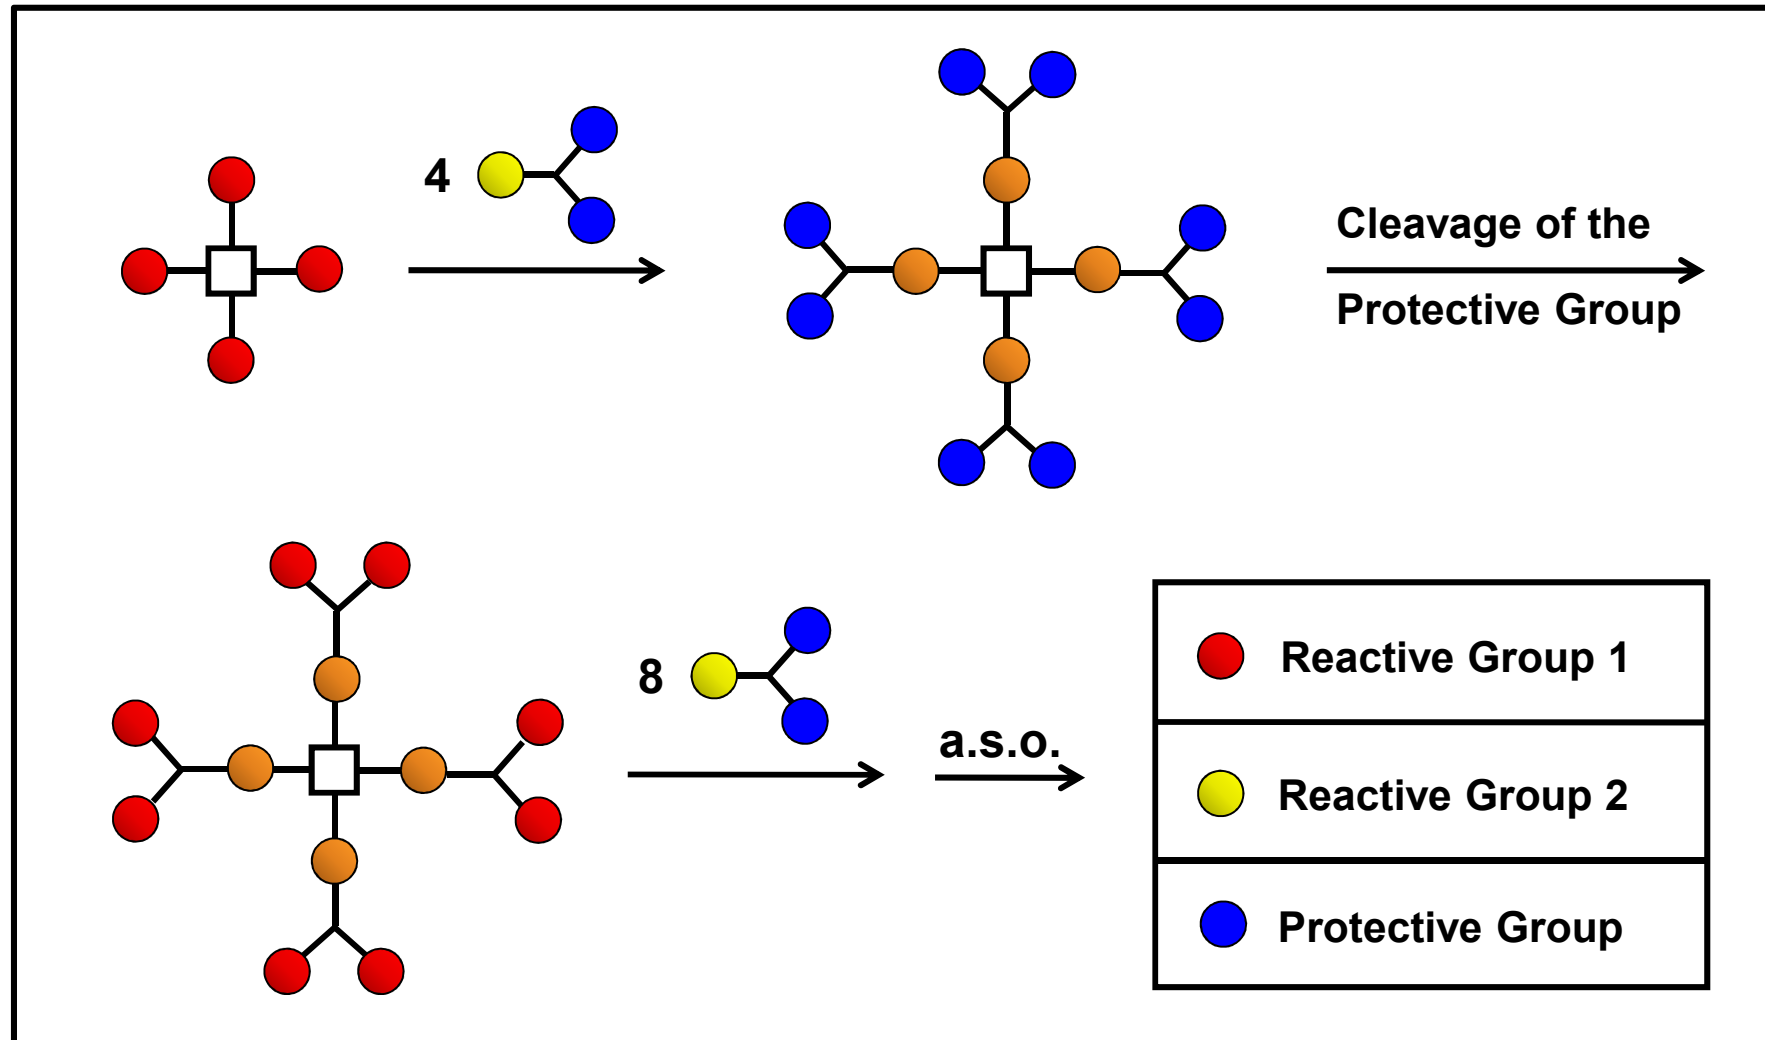 4
Cleavage of the
Protective Group
8
a.s.o.
Reactive Group 1
Reactive Group 2
Protective Group